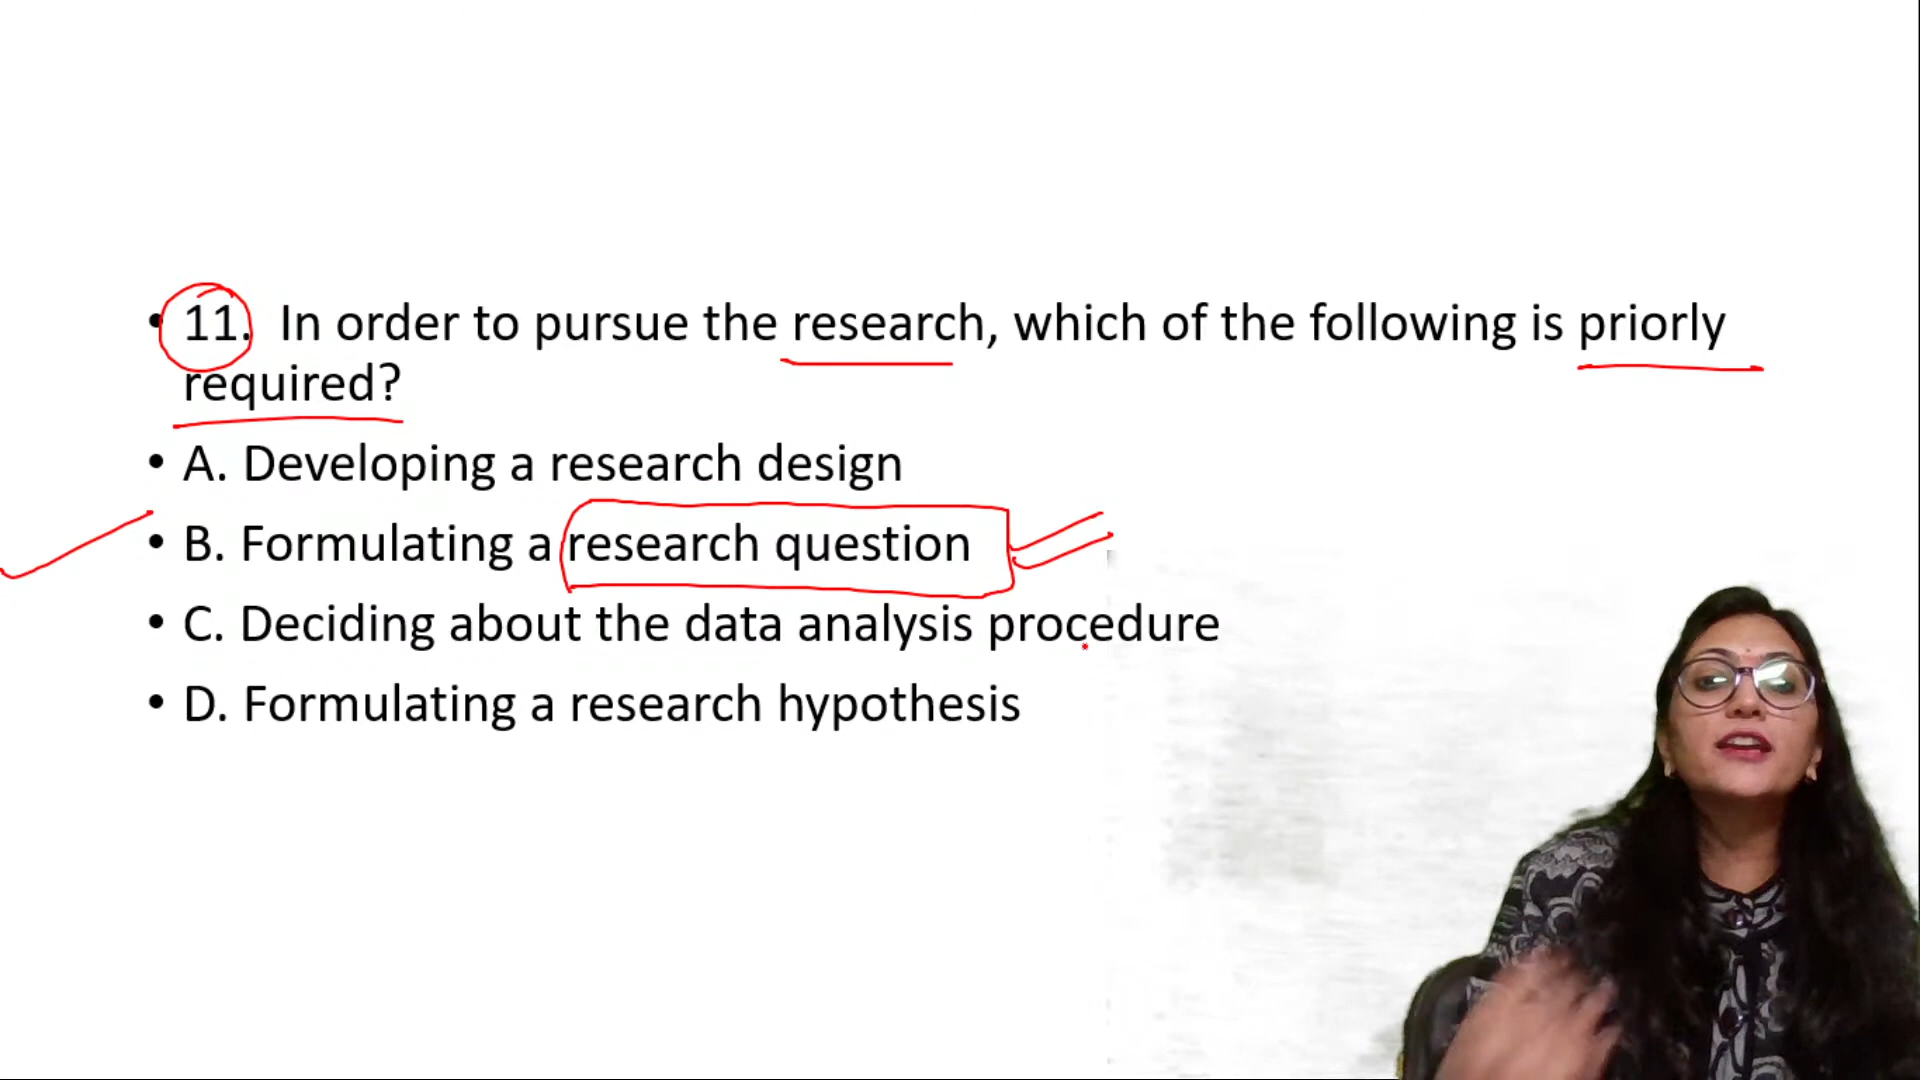 • 11. In order to pursue the research, which of the following is priorly
required?
• A. Developing a research design
• B. Formulating a research question
• C. Deciding about the data analysis procedure
• D. Formulating a research hypothesis